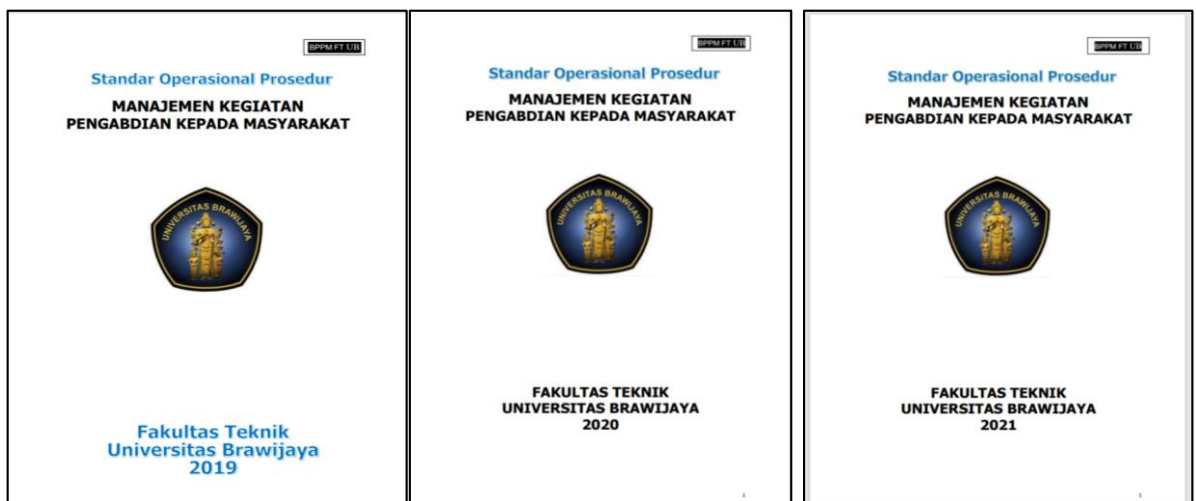 BPPM FT UB
Standar Operasional Prosedur
MANAJEMEN KEGIATAN
PENGABDIAN KEPADA MASYARAKAT
UNIVERSITAS BRAWIJAYA
Fakultas Teknik
Universitas Brawijaya
2019
BPPM FT UB
Standar Operasional Prosedur
MANAJEMEN KEGIATAN
PENGABDIAN KEPADA MASYARAKAT
UNIVERSITAS BRAWIJAYA
FAKULTAS TEKNIK
UNIVERSITAS BRAWIJAYA
2020
1
BPPM FT UB
Standar Operasional Prosedur
MANAJEMEN KEGIATAN
PENGABDIAN KEPADA MASYARAKAT
UNIVERSITAS BRAWIJAYA
FAKULTAS TEKNIK
UNIVERSITAS BRAWIJAYA
2021
1